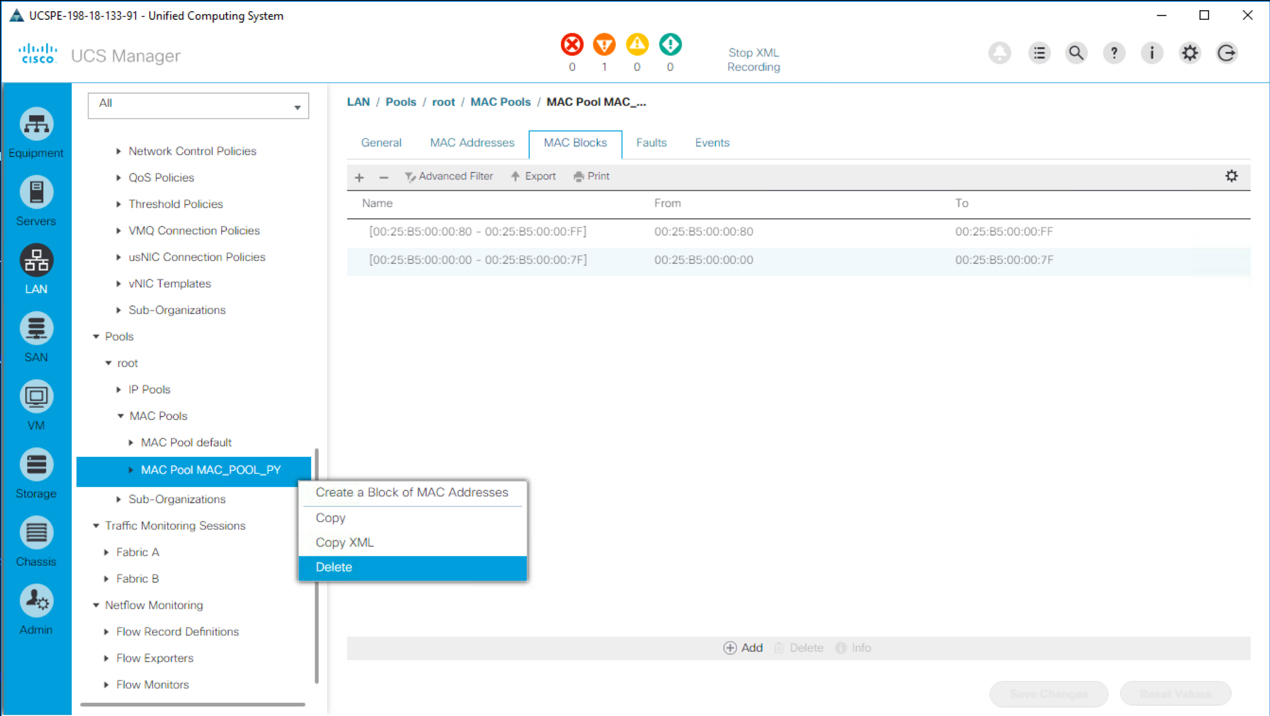 UCSPE-198-18-133-91 - Unified Computing System
cisco UCS Manager
0 1 0 0
Stop XML
Recording
Equipment
Servers
LAN
SAN
VM
Storage
Chassis
Admin
All
Network Control Policies
QoS Policies
Threshold Policies
VMQ Connection Policies
usNIC Connection Policies
vNIC Templates
Sub-Organizations
Pools
root
IP Pools
MAC Pools
MAC Pool default
MAC Pool MAC_POOL_PY
Sub-Organizations
Traffic Monitoring Sessions
Fabric A
Fabric B
Netflow Monitoring
Flow Record Definitions
Flow Exporters
Flow Monitors
Create a Block of MAC Addresses
Copy
Copy XML
Delete
LAN / Pools / root / MAC Pools / MAC Pool MAC_...
General MAC Addresses MAC Blocks Faults Events
+ − Advanced Filter Export Print
Name From To
[00:25:B5:00:00:80 - 00:25:B5:00:00:FF] 00:25:B5:00:00:80 00:25:B5:00:00:FF
[00:25:B5:00:00:00 - 00:25:B5:00:00:7F] 00:25:B5:00:00:00 00:25:B5:00:00:7F
Add Delete Info
Save Changes Reset Values